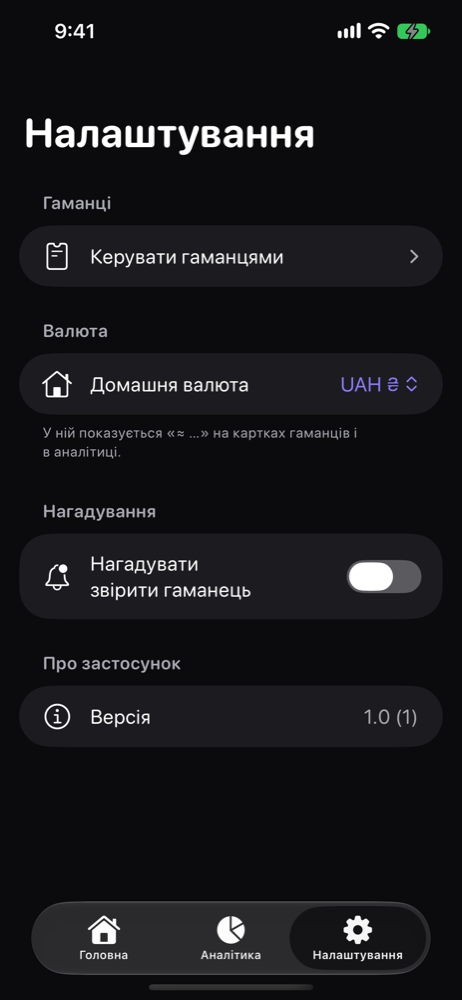 9:41
Налаштування
Гаманці
Керувати гаманцями
Валюта
Домашня валюта UAH ₴
У ній показується «≈ …» на картках гаманців і
в аналітиці.
Нагадування
Нагадувати
звірити гаманець
Про застосунок
Версія 1.0 (1)
Головна Аналітика Налаштування